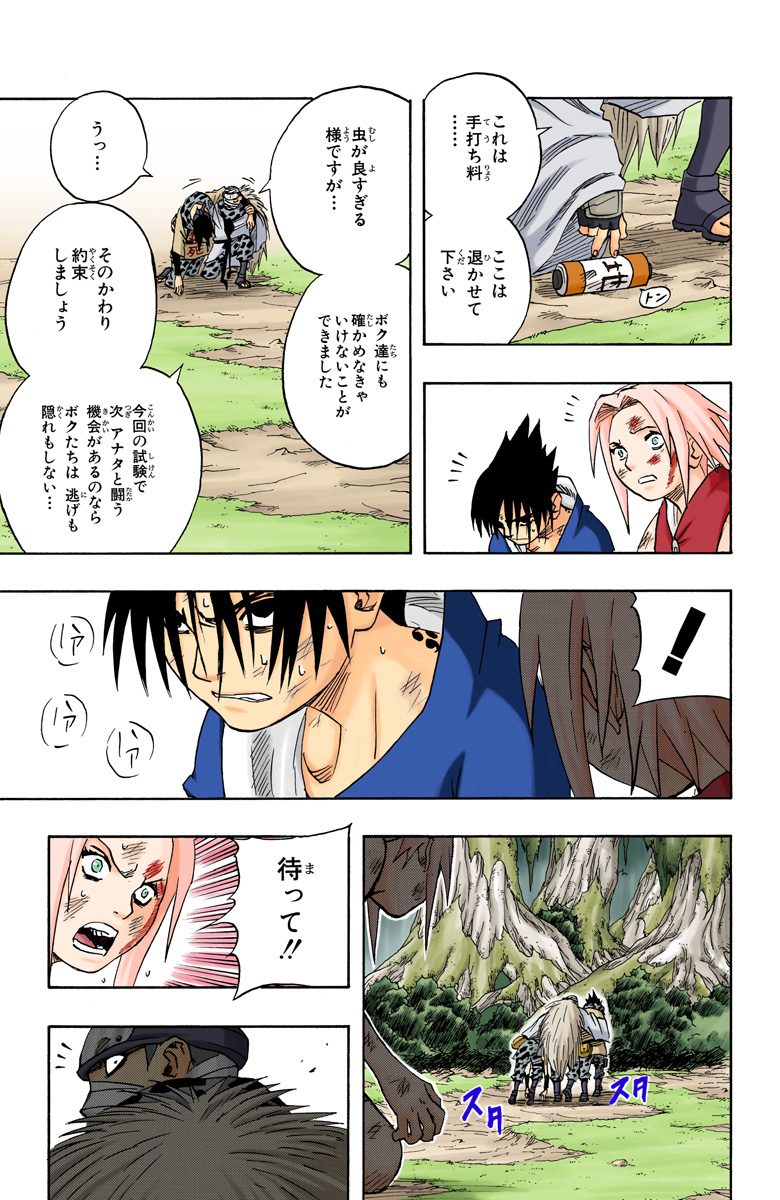 これは
手打ち料
……
ここは
退かせて
下さい
地
トン
虫が良すぎる
様ですが…
ボク達にも
確かめなきゃ
いけないことが
できました
うっ…
そのかわり
約束
しましょう
今回の試験で
次 アナタと闘う
機会があるのなら
ボクたちは 逃げも
隠れもしない…
死
!
ハァ
ハァ
ハァ
スタ
スタ
待って!!